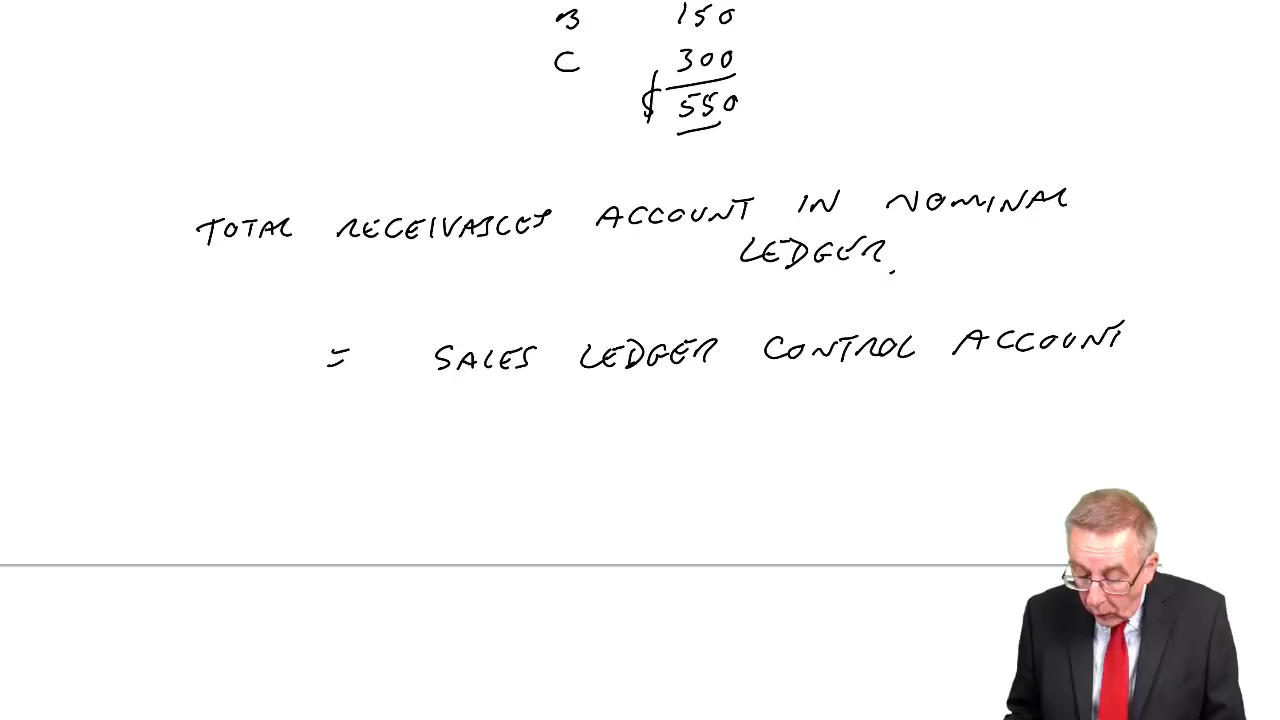 B 150
C 300
$ 550
TOTAL RECEIVABLES ACCOUNT IN NOMINAL
LEDGER.
= SALES LEDGER CONTROL ACCOUNT